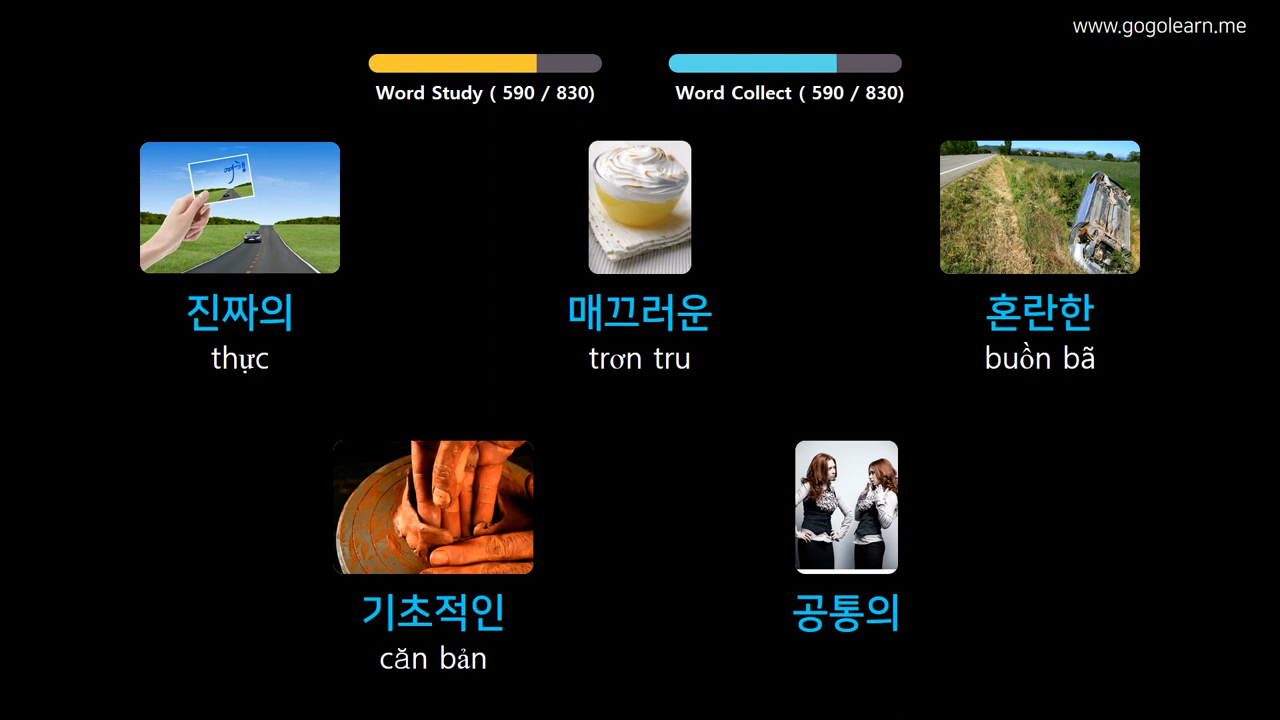 www.gogolearn.me
Word Study ( 590 / 830)
Word Collect ( 590 / 830)
진짜의
thực
매끄러운
trơn tru
혼란한
buồn bã
기초적인
căn bản
공통의